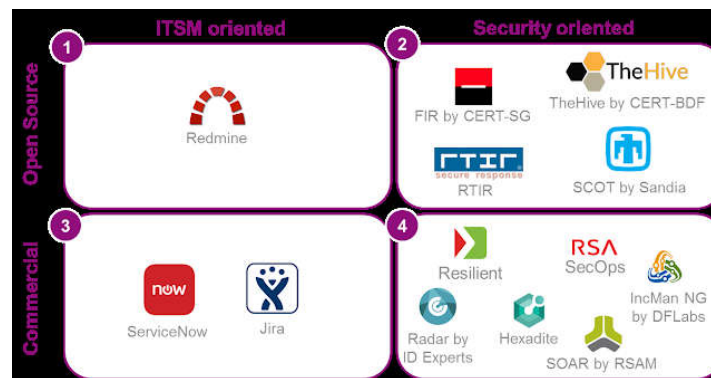 ITSM oriented
Security oriented
Open Source
1
Redmine
2
FIR by CERT-SG
TheHive
TheHive by CERT-BDF
RTIR
secure response
RTIR
SCOT by Sandia
Commercial
3
now
ServiceNow
Jira
4
Resilient
RSA
SecOps
IncMan NG
by DFLabs
Radar by
ID Experts
Hexadite
SOAR by RSAM